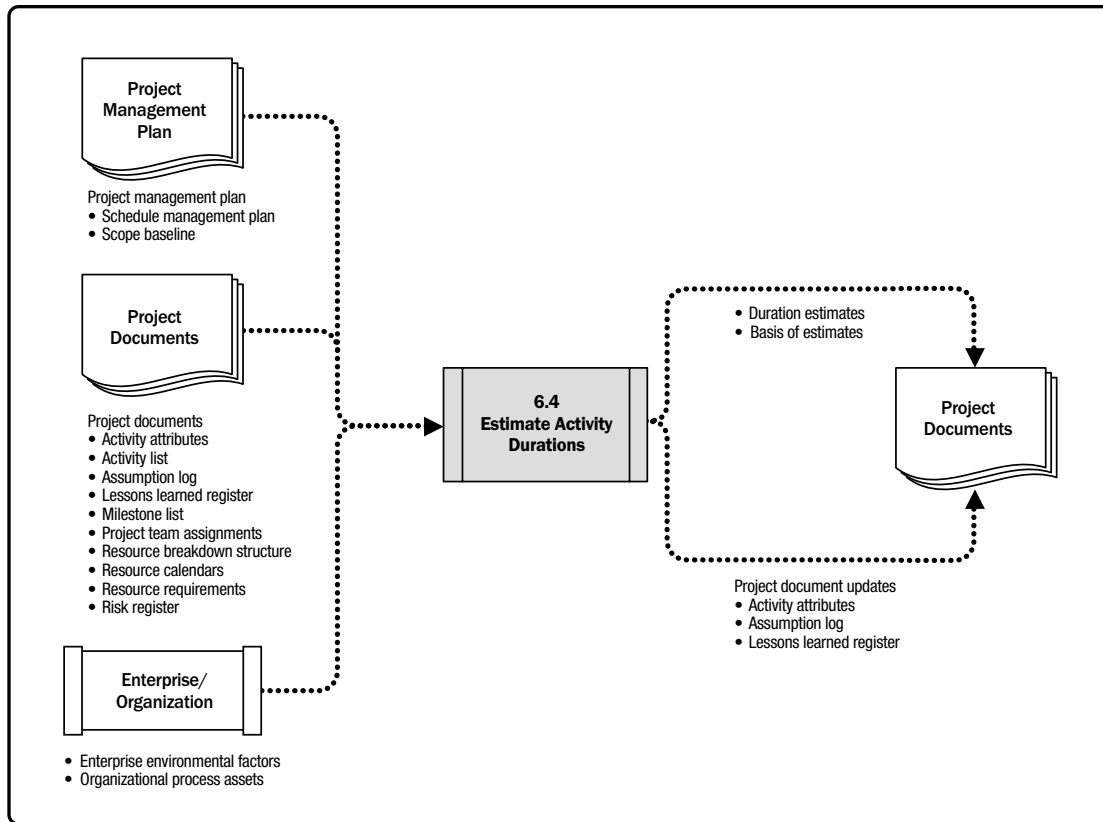 Project
Management
Plan
Project management plan
• Schedule management plan
• Scope baseline
Project
Documents
Project documents
• Activity attributes
• Activity list
• Assumption log
• Lessons learned register
• Milestone list
• Project team assignments
• Resource breakdown structure
• Resource calendars
• Resource requirements
• Risk register
Enterprise/
Organization
• Enterprise environmental factors
• Organizational process assets
6.4
Estimate Activity
Durations
• Duration estimates
• Basis of estimates
Project
Documents
Project document updates
• Activity attributes
• Assumption log
• Lessons learned register